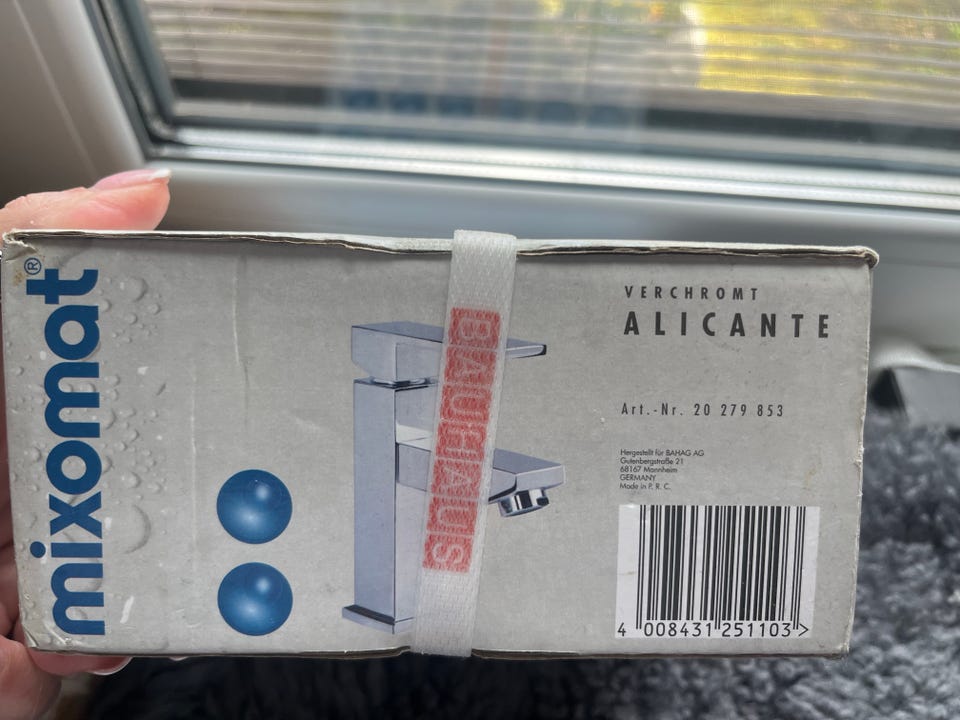 mixomat®
BAUHAUS
VERCHROMT
ALICANTE
Art.-Nr. 20 279 853
Hergestellt für BAHAG AG
Gutenbergstraße 21
68167 Mannheim
GERMANY
Made in P. R. C.
4 008431 251103 >